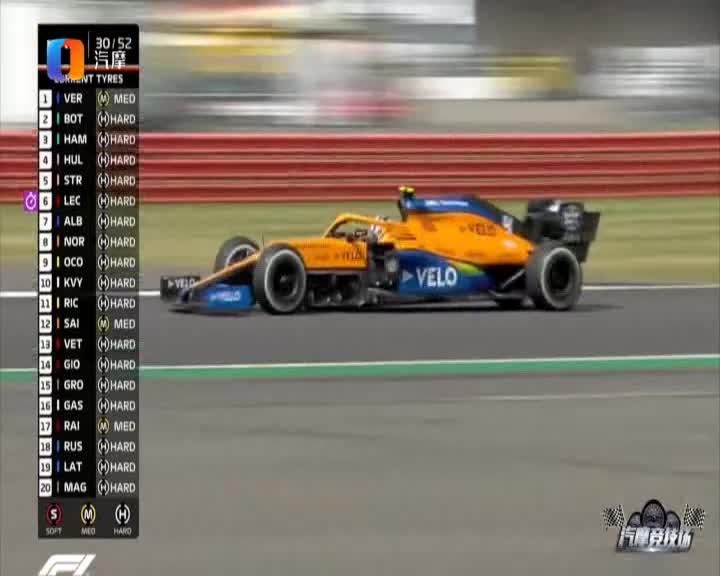 30/52
汽摩
CURRENT TYRES
1 VER M MED
2 BOT H HARD
3 HAM H HARD
4 HUL H HARD
5 STR H HARD
6 LEC H HARD
7 ALB H HARD
8 NOR H HARD
9 OCO H HARD
10 KVY H HARD
11 RIC H HARD
12 SAI M MED
13 VET H HARD
14 GIO H HARD
15 GRO H HARD
16 GAS H HARD
17 RAI M MED
18 RUS H HARD
19 LAT H HARD
20 MAG H HARD
S M H
SOFT MED HARD
VELO
VELO
VELO
VELO
F1
汽摩竞技场